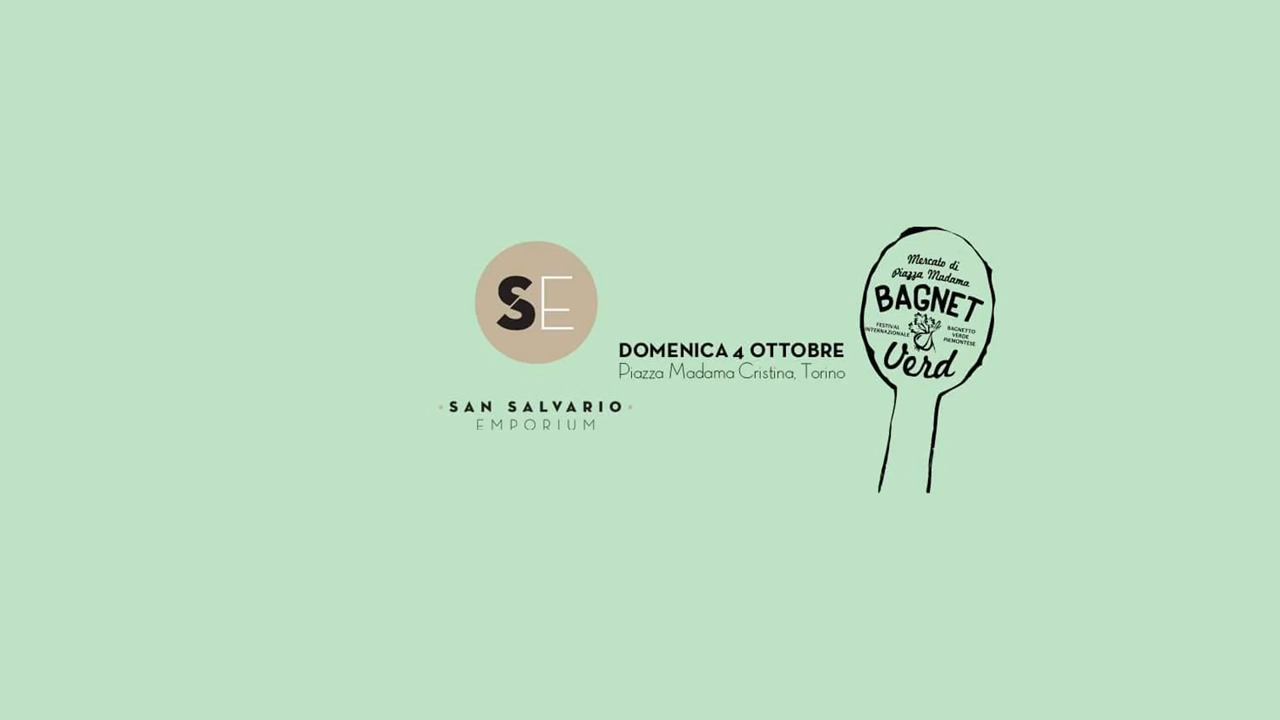 SE
SAN SALVARIO
EMPORIUM
DOMENICA 4 OTTOBRE
Piazza Madama Cristina, Torino
Mercato di
Piazza Madama
BAGNET
FESTIVAL
INTERNAZIONALE
BAGNETTO
VERDE
PIEMONTESE
Verd